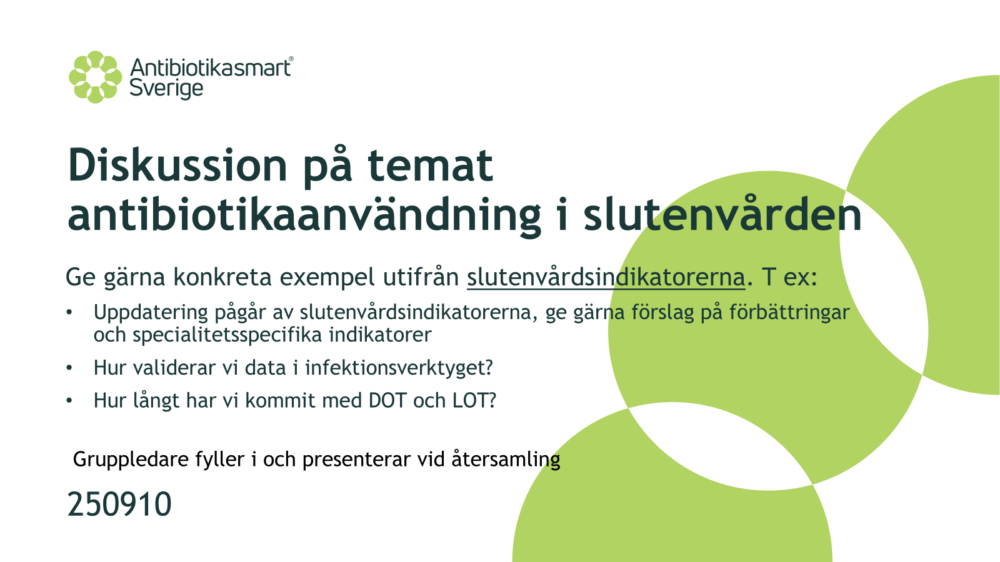 Antibiotikasmart®
Sverige
Diskussion på temat
antibiotikaanvändning i slutenvården
Ge gärna konkreta exempel utifrån slutenvårdsindikatorerna. T ex:
• Uppdatering pågår av slutenvårdsindikatorerna, ge gärna förslag på förbättringar
och specialitetsspecifika indikatorer
• Hur validerar vi data i infektionsverktyget?
• Hur långt har vi kommit med DOT och LOT?
Gruppledare fyller i och presenterar vid återsamling
250910